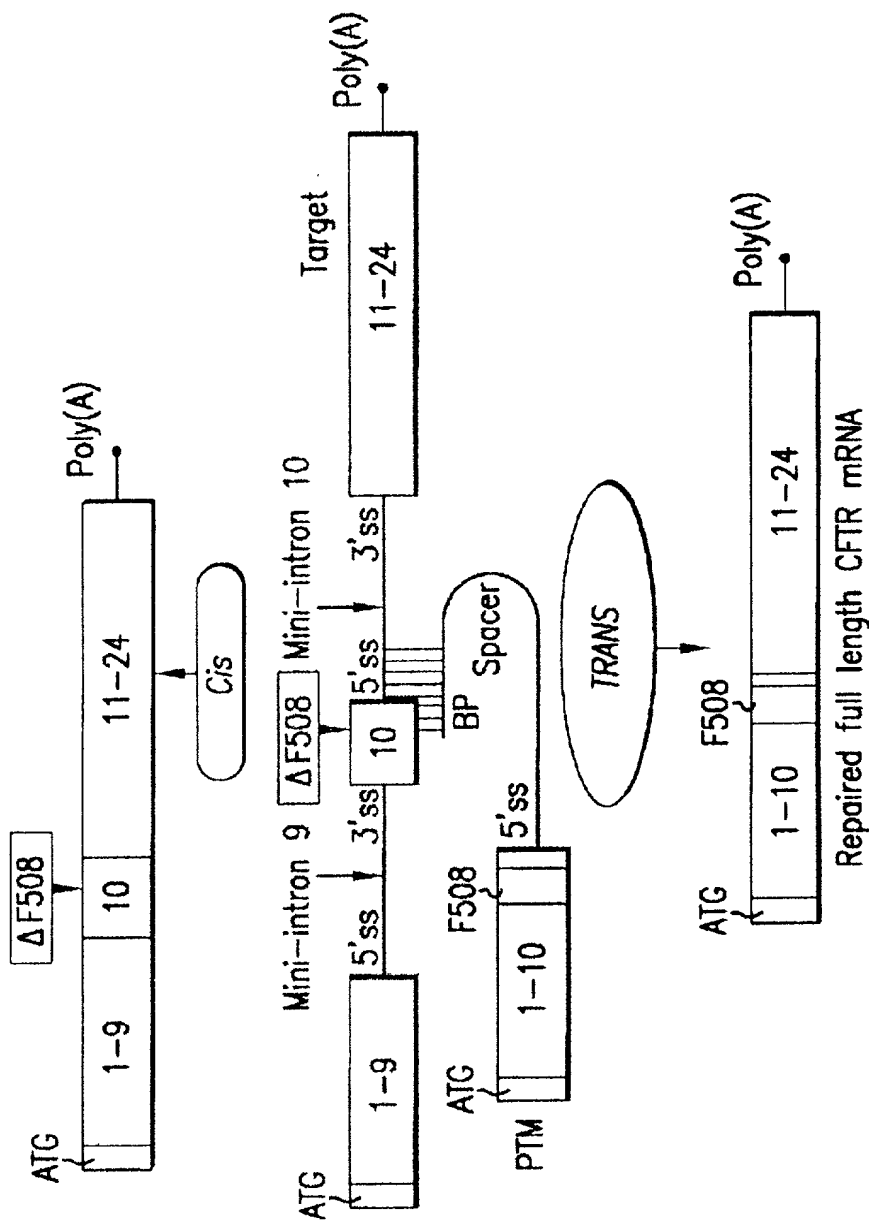 ΔF508
ATG
1-9
10
11-24
Poly(A)
Cis
Mini-intron 9
ΔF508
Mini-intron 10
Target
ATG
1-9
5'ss
3'ss
10
5'ss
3'ss
11-24
Poly(A)
BP
Spacer
ATG
F508
5'ss
1-10
PTM
TRANS
ATG
F508
Poly(A)
1-10
11-24
Repaired full length CFTR mRNA